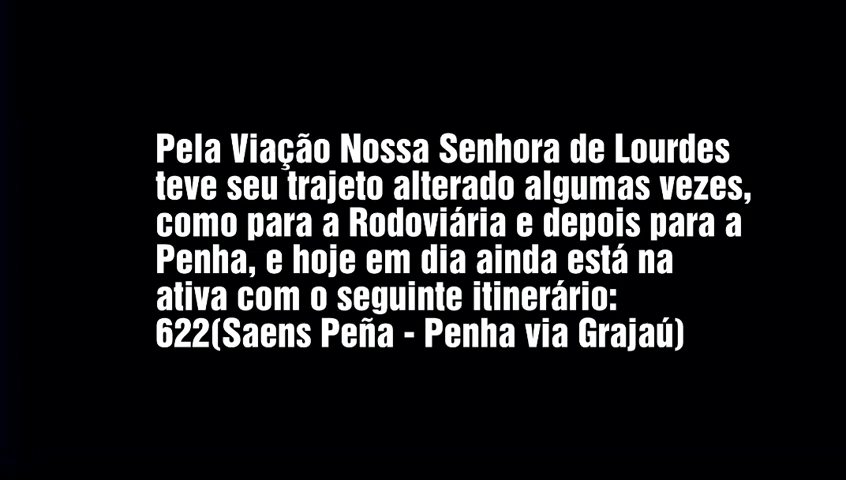 Pela Viação Nossa Senhora de Lourdes
teve seu trajeto alterado algumas vezes,
como para a Rodoviária e depois para a
Penha, e hoje em dia ainda está na
ativa com o seguinte itinerário:
622(Saens Peña - Penha via Grajaú)